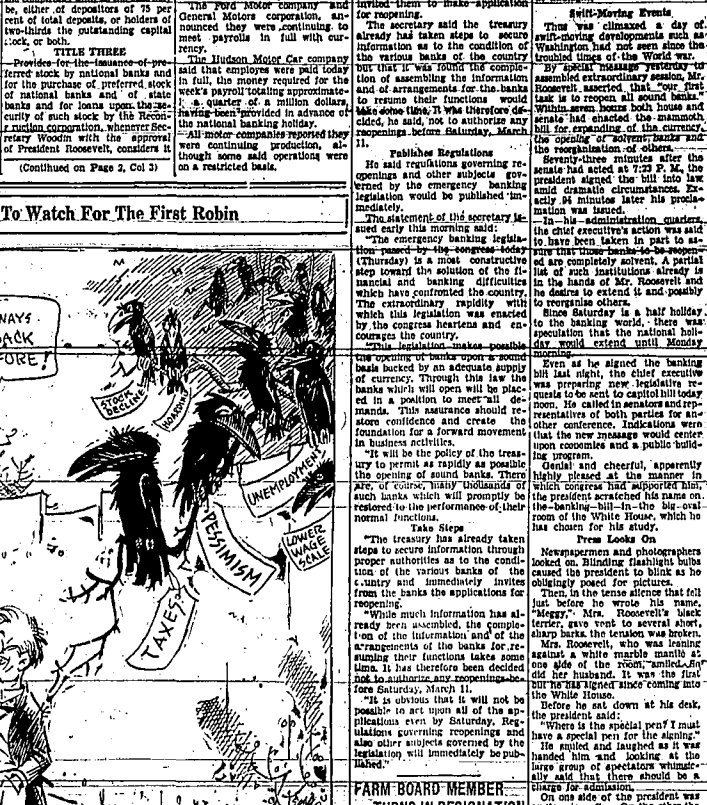 be, either of depositors of 75 per
cent of total deposits, or holders of
two-thirds the outstanding capital
stock, or both.
TITLE THREE
Provides for the issuance of pre-
ferred stock by national banks and
for the purchase of preferred stock
of national banks and of state
banks and for loans upon the se-
curity of such stock by the Recon-
ruction corporation, whenever Sec-
retary Woodin with the approval
of President Roosevelt, considers it
(Continued on Page 2, Col 3)
The Ford Motor company and
General Motors corporation, an-
nounced they were continuing to
meet payrolls in full with cur-
rency.
The Hudson Motor Car company
said that employes were paid today
in full, the money required for the
week's payroll totaling approximate-
ly a quarter of a million dollars,
having been provided in advance of
the national banking holiday.
All motor companies reported they
were continuing production, al-
though some said operations were
on a restricted basis.
To Watch For The First Robin
WAYS
BACK
FORE!
STOCK
DECLINE
HOARDING
UNEMPLOYMENT
PESSIMISM
LOWER
WAGE
SCALE
TAXES
invited them to make application
for reopening.
The secretary said the treasury
already has taken steps to secure
information as to the condition of
the various banks of the country
but that it was found the comple-
tion of assembling the information
and of arrangements for the banks
to resume their functions would
take some time. It was therefore de-
cided, he said, not to authorize any
reopenings before Saturday, March
11.
Publishes Regulations
He said regulations governing re-
openings and other subjects gov-
erned by the emergency banking
legislation would be published im-
mediately.
The statement of the secretary is-
sued early this morning said:
"The emergency banking legisla-
tion passed by the congress today
(Thursday) is a most constructive
step toward the solution of the fi-
nancial and banking difficulties
which have confronted the country.
The extraordinary rapidity with
which this legislation was enacted
by the congress heartens and en-
courages the country.
"This legislation makes possible
the opening of banks upon a sound
basis backed by an adequate supply
of currency. Through this law the
banks which will open will be plac-
ed in a position to meet all de-
mands. This assurance should re-
store confidence and create the
foundation for a forward movement
in business activities.
"It will be the policy of the treas-
ury to permit as rapidly as possible
the opening of sound banks. There
are, of course, many thousands of
such banks which will promptly be
restored to the performance of their
normal functions.
Take Steps
"The treasury has already taken
steps to secure information through
proper authorities as to the condi-
tion of the various banks of the
country and immediately invites
from the banks the applications for
reopening.
"While much information has al-
ready been assembled, the comple-
tion of the information and of the
arrangements of the banks for re-
suming their functions takes some
time. It has therefore been decided
not to authorize any reopenings be-
fore Saturday, March 11.
"It is obvious that it will not be
possible to act upon all of the ap-
plications even by Saturday. Reg-
ulations governing reopenings and
also other subjects governed by the
legislation will immediately be pub-
lished."
FARM BOARD MEMBER
TURNS IN RESIGNATION
Swift-Moving Events
Thus was climaxed a day of
swift-moving developments such as
Washington had not seen since the
troubled times of the World war.
By special message yesterday to
assembled extraordinary session, Mr.
Roosevelt asserted that "our first
task is to reopen all sound banks."
Within seven hours both house and
senate had enacted the mammoth
bill for expanding of the currency,
the opening of solvent banks and
the reorganization of others.
Seventy-three minutes after the
senate had acted at 7:23 P. M., the
president signed the bill into law
amid dramatic circumstances. Ex-
actly 94 minutes later his procla-
mation was issued.
In his administration quarters,
the chief executive's action was said
to have been taken in part to as-
sure that those banks to be reopen-
ed are completely solvent. A partial
list of such institutions already is
in the hands of Mr. Roosevelt and
he desires to extend it and possibly
to reorganise others.
Since Saturday is a half holiday
to the banking world, there was
speculation that the national holi-
day would extend until Monday
morning.
Even as he signed the banking
bill last night, the chief executive
was preparing new legislative re-
quests to be sent to capitol hill today
noon. He called in senators and rep-
resentatives of both parties for an-
other conference. Indications were
that the new message would center
upon economies and a public build-
ing program.
Genial and cheerful, apparently
highly pleased at the manner in
which congress had supported him,
the president scratched his name on
the banking bill in the big oval
room of the White House, which he
has chosen for his study.
Press Looks On
Newspapermen and photographers
looked on. Blinding flashlight bulbs
caused the president to blink as he
obligingly posed for pictures.
Then, in the tense silence that fell
just before he wrote his name,
"Meggy," Mrs. Roosevelt's black
terrier, gave vent to several short,
sharp barks. the tension was broken.
Mrs. Roosevelt, who was leaning
against a white marble mantle at
one side of the room, smiled. So
did her husband. It was the first
but he has signed since coming into
the White House.
Before he sat down at his desk,
the president said:
"Where is the special pen? I must
have a special pen for the signing."
He smiled and laughed as it was
handed him and looking at the
large group of spectators whimsic-
ally said that there should be a
charge for admission.
On one side of the president was